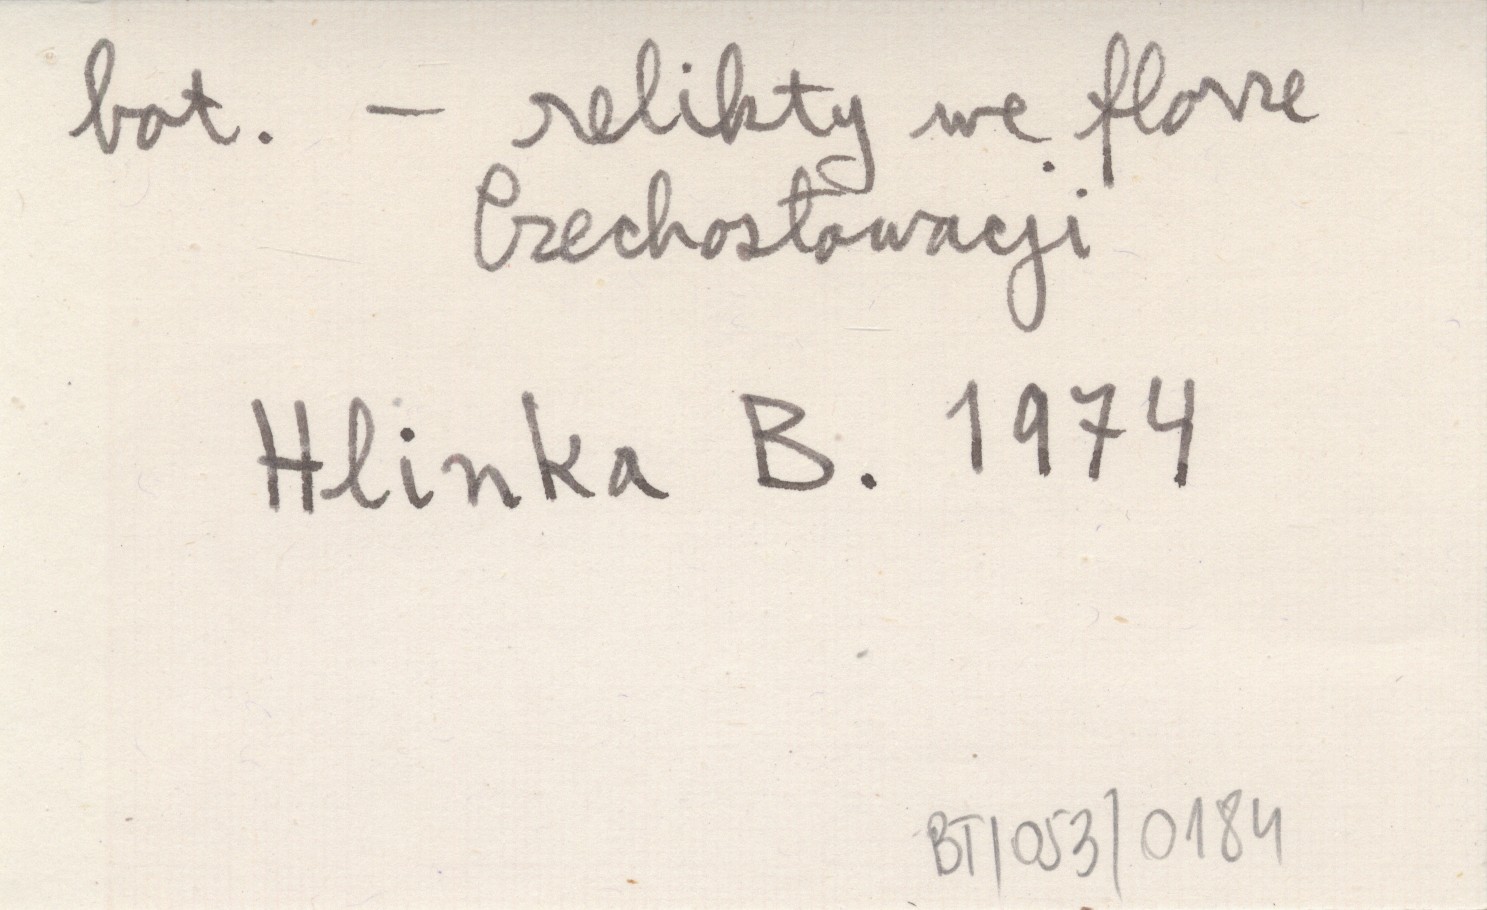 bot. – relikty we florze
Czechosłowacji
Hlinka B. 1974
BT/053/0184